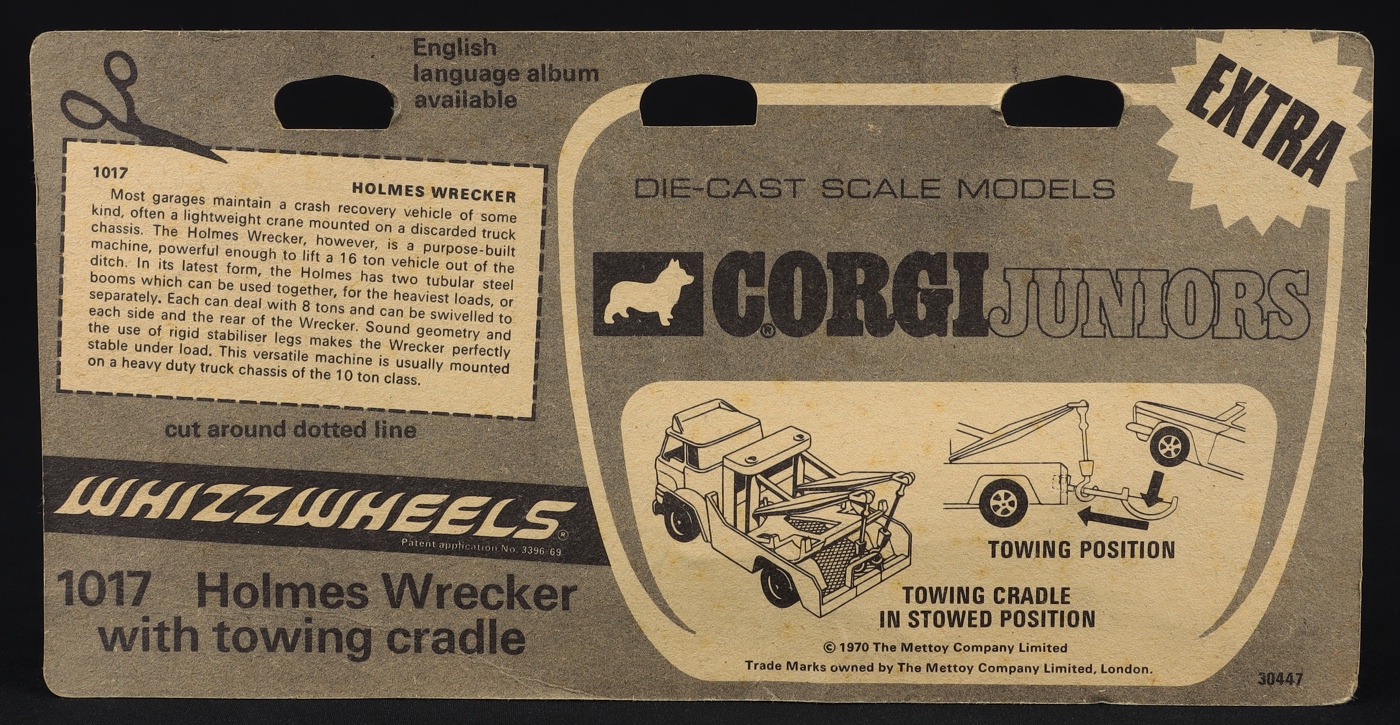 English
language album
available
EXTRA
1017
HOLMES WRECKER
Most garages maintain a crash recovery vehicle of some
kind, often a lightweight crane mounted on a discarded truck
chassis. The Holmes Wrecker, however, is a purpose-built
machine, powerful enough to lift a 16 ton vehicle out of the
ditch. In its latest form, the Holmes has two tubular steel
booms which can be used together, for the heaviest loads, or
separately. Each can deal with 8 tons and can be swivelled to
each side and the rear of the Wrecker. Sound geometry and
the use of rigid stabiliser legs makes the Wrecker perfectly
stable under load. This versatile machine is usually mounted
on a heavy duty truck chassis of the 10 ton class.
cut around dotted line
WHIZZWHEELS®
Patent application No. 3396-69
1017 Holmes Wrecker
with towing cradle
DIE-CAST SCALE MODELS
®CORGI JUNIORS
TOWING POSITION
TOWING CRADLE
IN STOWED POSITION
© 1970 The Mettoy Company Limited
Trade Marks owned by The Mettoy Company Limited, London.
30447